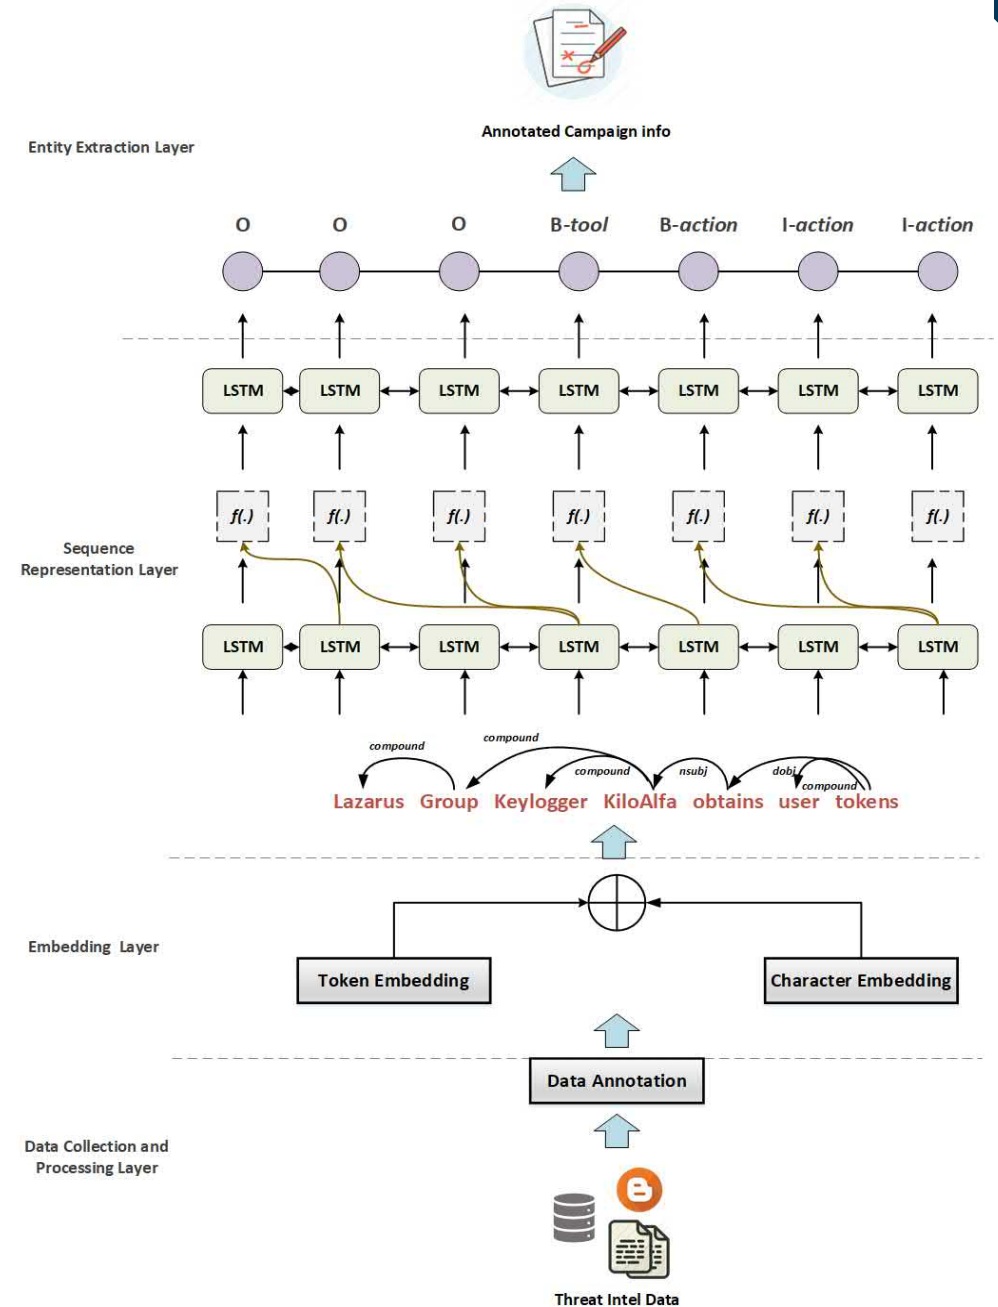 Annotated Campaign info
Entity Extraction Layer
O O O B-tool B-action I-action I-action
LSTM LSTM LSTM LSTM LSTM LSTM LSTM
f(.) f(.) f(.) f(.) f(.) f(.) f(.)
Sequence
Representation Layer
LSTM LSTM LSTM LSTM LSTM LSTM LSTM
compound compound compound nsubj dobj compound
Lazarus Group Keylogger KiloAlfa obtains user tokens
Embedding Layer
Token Embedding Character Embedding
Data Annotation
Data Collection and
Processing Layer
Threat Intel Data